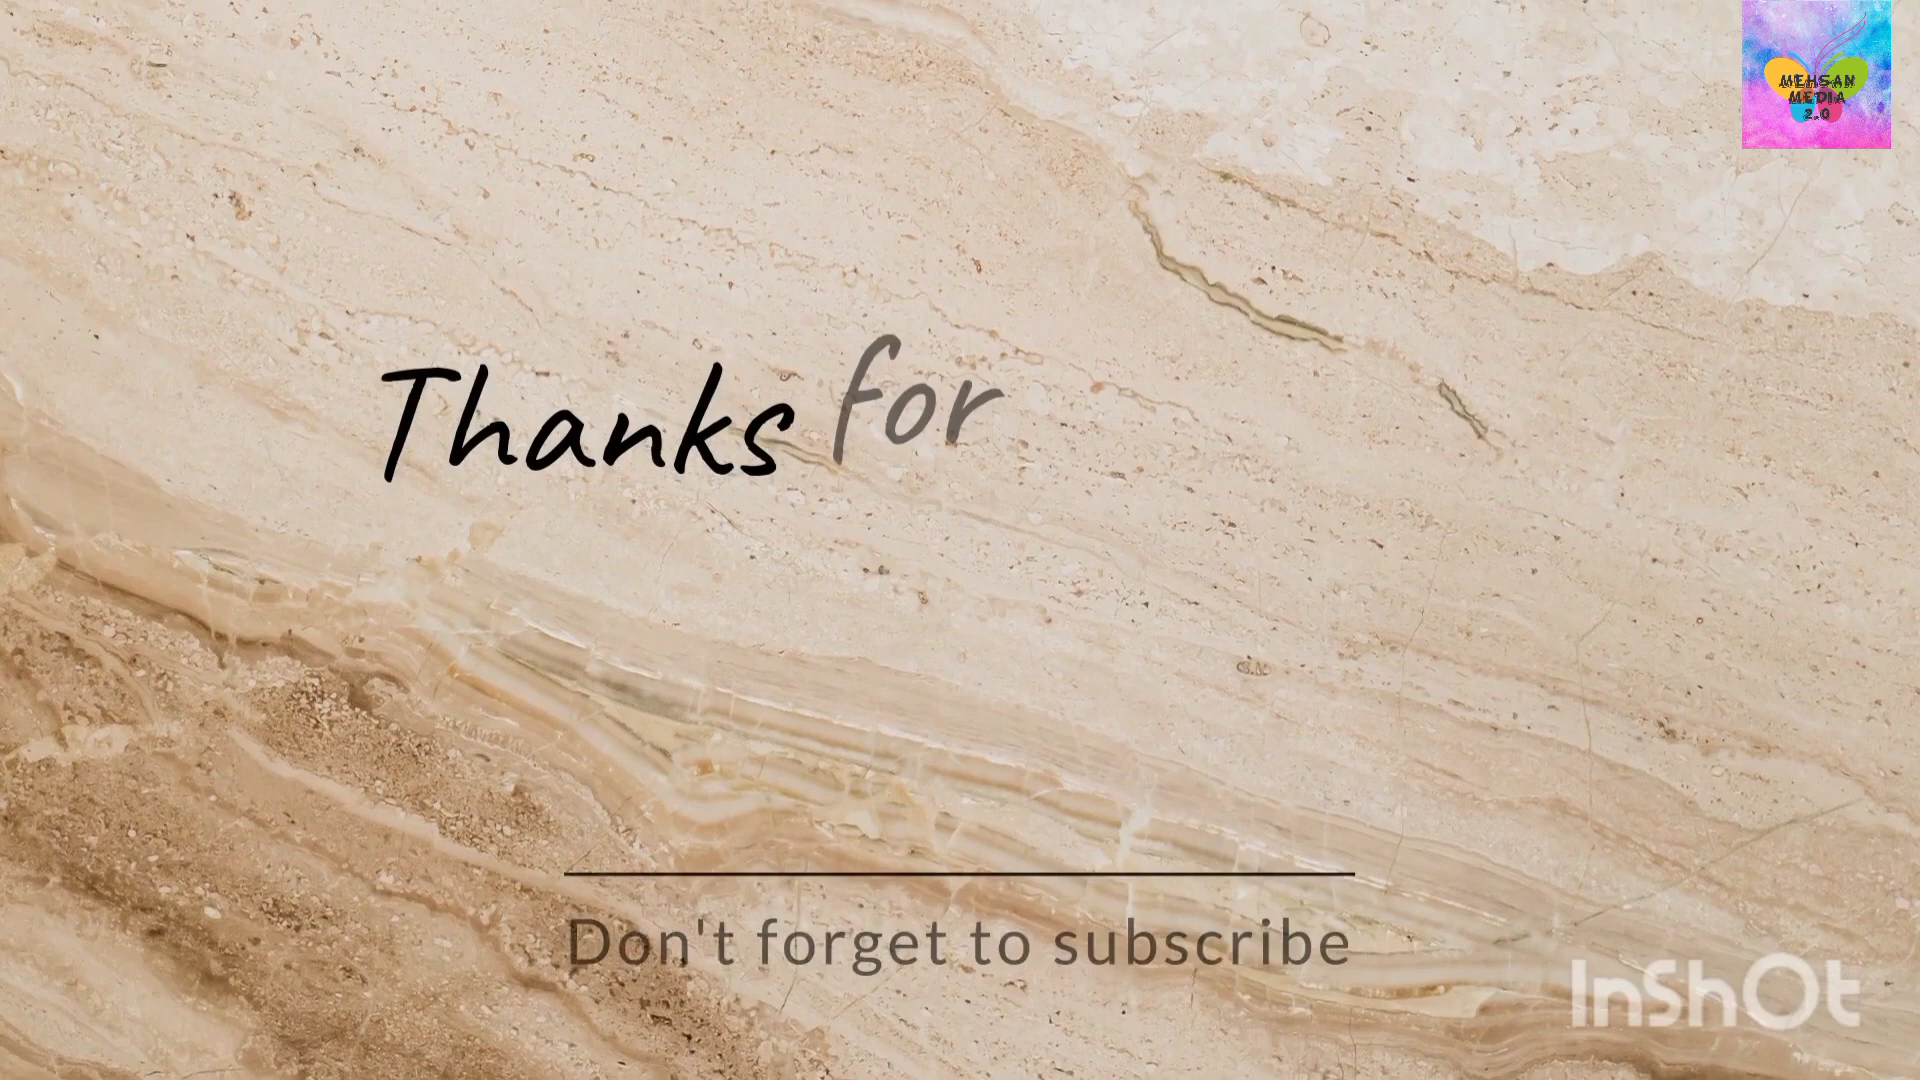 MEHSAN
MEDIA
2.0
Thanks for
Don't forget to subscribe
InShOt